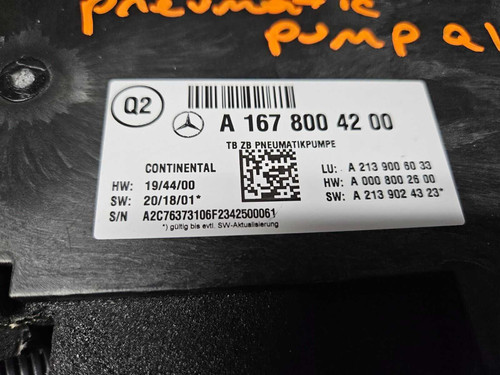 pneumatic
pump
Q2
A 167 800 42 00
TB ZB PNEUMATIKPUMPE
CONTINENTAL
HW: 19/44/00
SW: 20/18/01*
S/N A2C76373106F2342500061
*) gültig bis evtl. SW-Aktualisierung
LU: A 213 900 60 33
HW: A 000 800 26 00
SW: A 213 902 43 23*